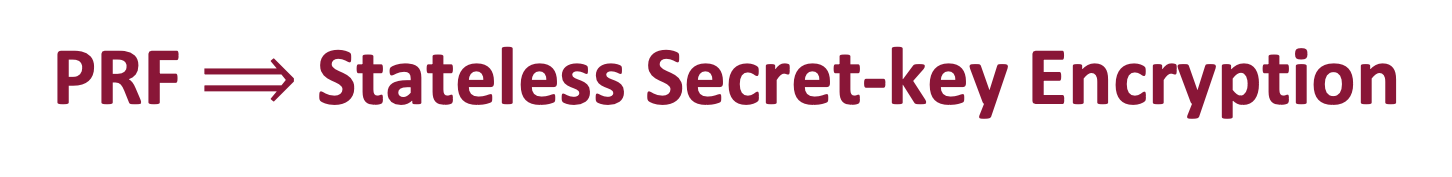 PRF ⟹ Stateless Secret-key Encryption